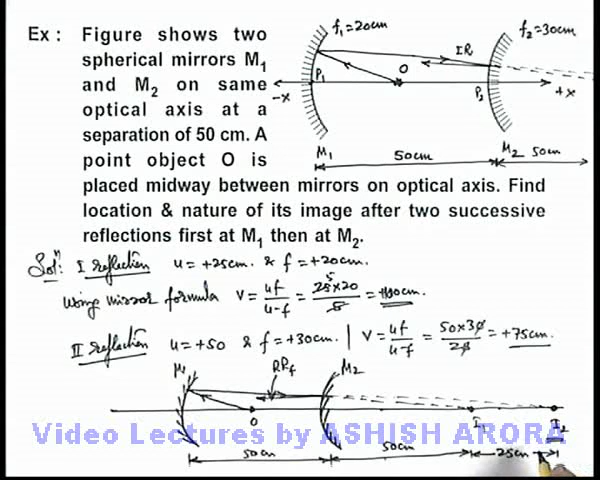 Ex : Figure shows two
spherical mirrors M1
and M2 on same
optical axis at a
separation of 50 cm. A
point object O is
placed midway between mirrors on optical axis. Find
location & nature of its image after two successive
reflections first at M1 then at M2.
f1 = 20cm
f2 = 30cm
IR
O
P1
P2
-x
+x
M1
50cm
M2 50cm
Soln: I reflection u = +25cm. & f = +20cm.
using mirror formula V = uf/u-f = 25×20/5 = +100cm.
5
II reflection u = +50 & f = +30cm. | V = uf/u-f = 50×30/20 = +75cm.
M1
M2
O
I1
I2
Video Lectures by ASHISH ARORA
50cm
50cm
25cm